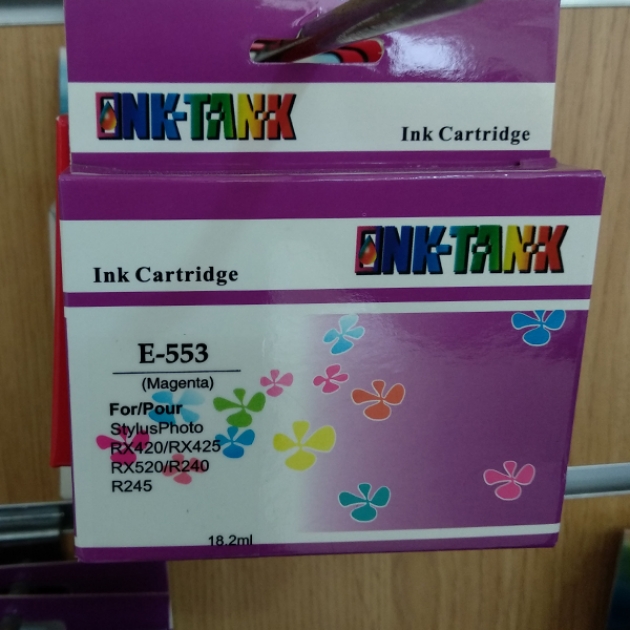 INK-TANK
Ink Cartridge
INK-TANK
Ink Cartridge
E-553
(Magenta)
For/Pour
StylusPhoto
RX420/RX425
RX520/R240
R245
18.2ml